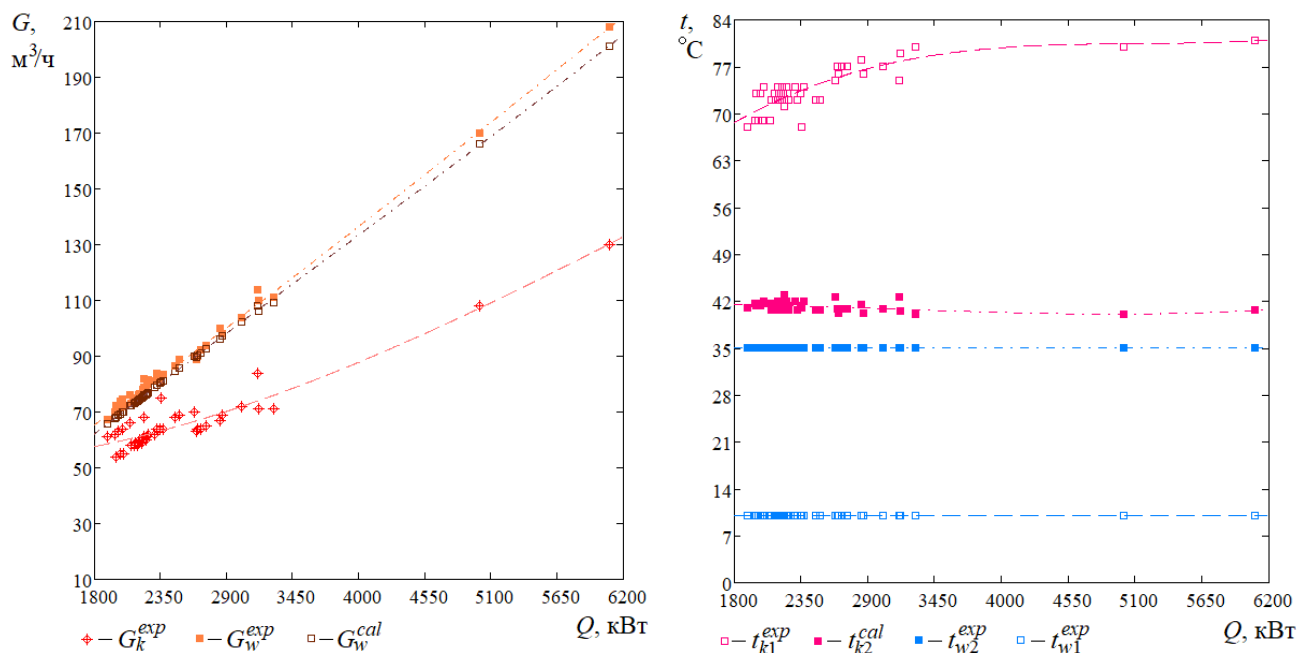 G,
м³/ч
210
190
170
150
130
110
90
70
50
30
10
1800 2350 2900 3450 4000 4550 5100 5650 6200
Q, кВт
– G_k^exp – G_w^exp – G_w^cal
t,
°C
84
77
70
63
56
49
42
35
28
21
14
7
0
1800 2350 2900 3450 4000 4550 5100 5650 6200
Q, кВт
– t_k1^exp – t_k2^cal – t_w2^exp – t_w1^exp